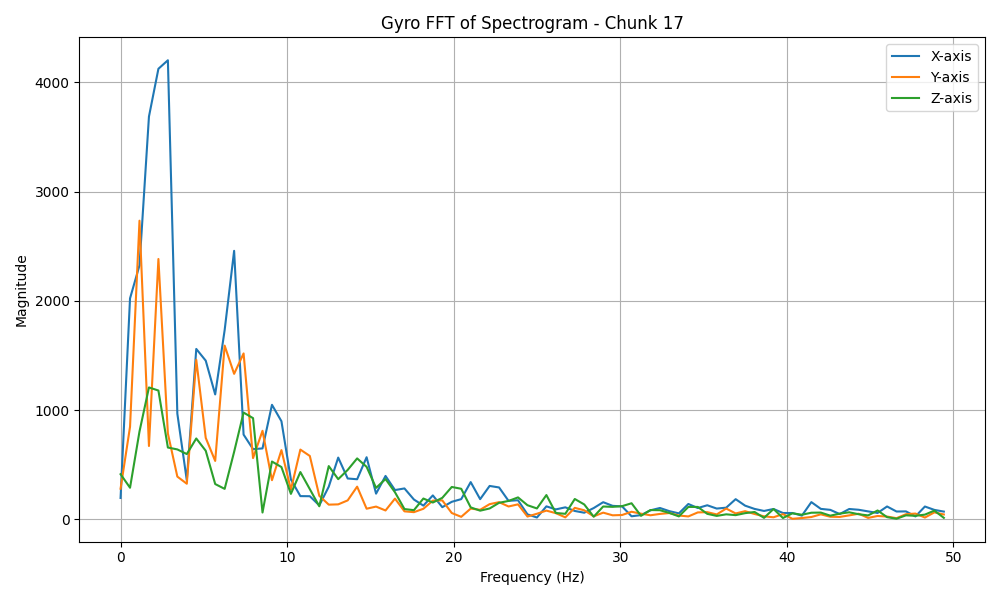 Gyro FFT of Spectrogram - Chunk 17
X-axis
Y-axis
Z-axis
Magnitude
4000
3000
2000
1000
0
0 10 20 30 40 50
Frequency (Hz)